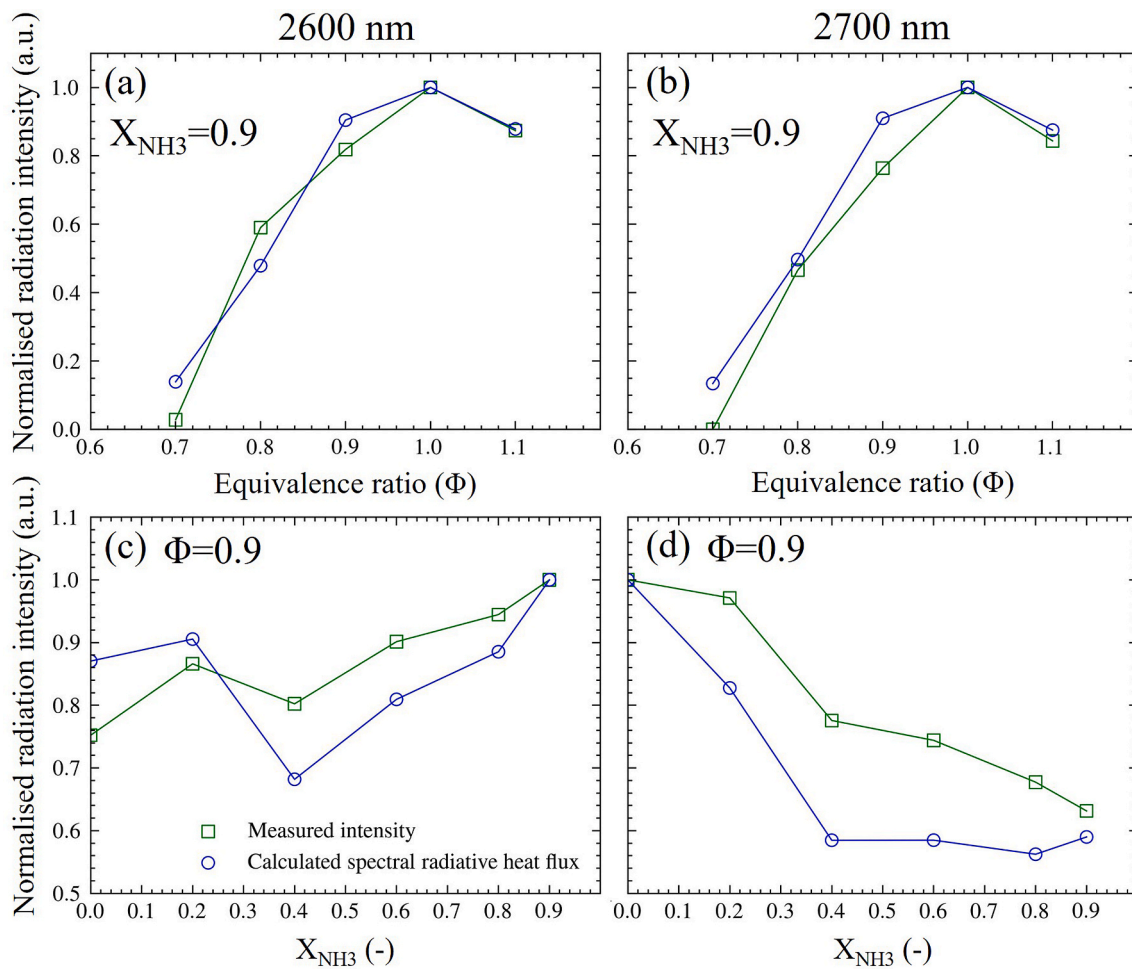 2600 nm
2700 nm
Normalised radiation intensity (a.u.)
(a)
X_NH3=0.9
1.0
0.8
0.6
0.4
0.2
0.0
0.6 0.7 0.8 0.9 1.0 1.1
Equivalence ratio (Φ)
(b)
X_NH3=0.9
0.6 0.7 0.8 0.9 1.0 1.1
Equivalence ratio (Φ)
Normalised radiation intensity (a.u.)
(c) Φ=0.9
1.1
1.0
0.9
0.8
0.7
0.6
0.5
Measured intensity
Calculated spectral radiative heat flux
0.0 0.1 0.2 0.3 0.4 0.5 0.6 0.7 0.8 0.9
X_NH3 (-)
(d) Φ=0.9
0.0 0.1 0.2 0.3 0.4 0.5 0.6 0.7 0.8 0.9
X_NH3 (-)